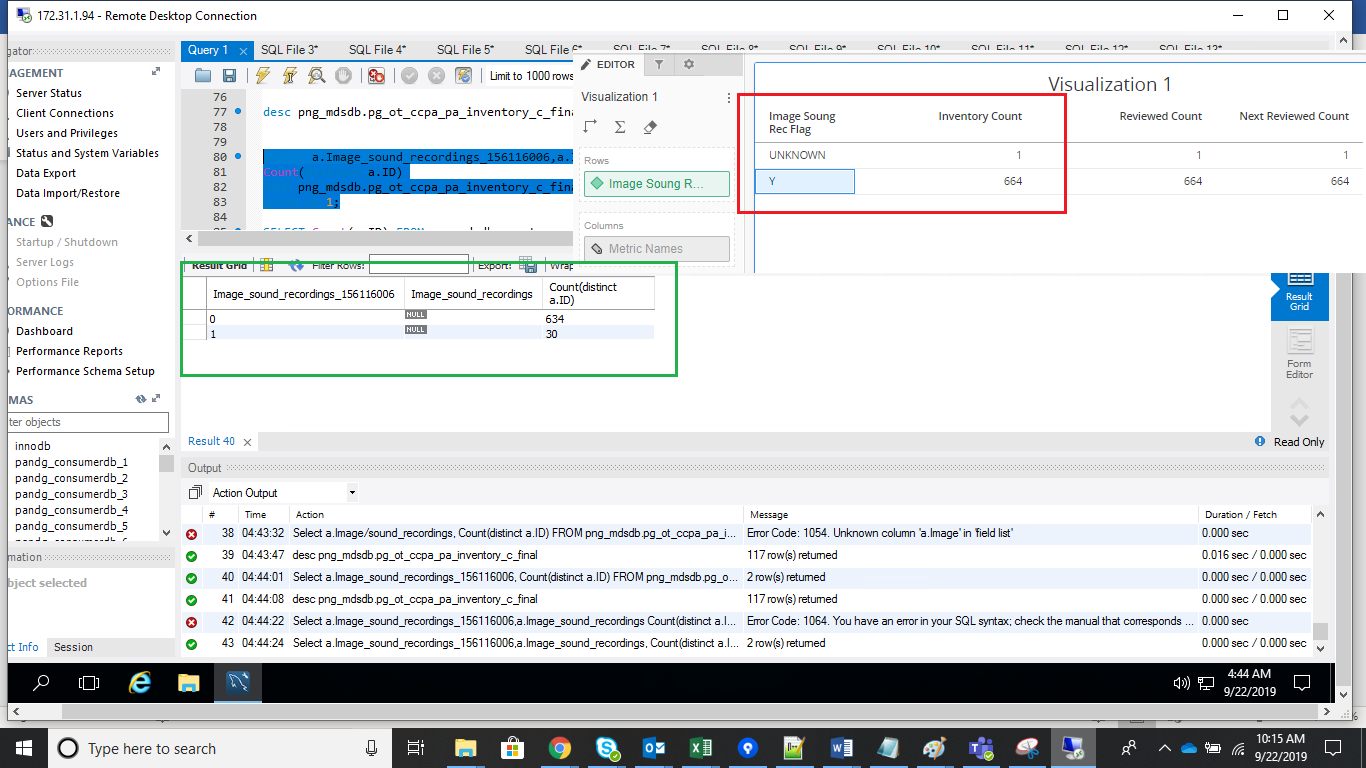 172.31.1.94 - Remote Desktop Connection
gator
AGEMENT
Server Status
Client Connections
Users and Privileges
Status and System Variables
Data Export
Data Import/Restore
ANCE
Startup / Shutdown
Server Logs
Options File
ORMANCE
Dashboard
Performance Reports
Performance Schema Setup
MAS
ter objects
innodb
pandg_consumerdb_1
pandg_consumerdb_2
pandg_consumerdb_3
pandg_consumerdb_4
pandg_consumerdb_5
mation
bject selected
ct Info Session
Query 1 SQL File 3* SQL File 4* SQL File 5* SQL File 6* SQL File 7* SQL File 8* SQL File 9* SQL File 10* SQL File 11* SQL File 12* SQL File 13*
Limit to 1000 rows
76
77 desc png_mdsdb.pg_ot_ccpa_pa_inventory_c_fina
78
79
80 a.Image_sound_recordings_156116006,a.I
81 Count( a.ID)
82 png_mdsdb.pg_ot_ccpa_pa_inventory_c_fina
83 1;
84
EDITOR
Visualization 1
Rows
Image Soung R...
Columns
Metric Names
Visualization 1
Image Soung Rec Flag Inventory Count Reviewed Count Next Reviewed Count
UNKNOWN 1 1 1
Y 664 664 664
Result Grid Filter Rows: Export: Wrap
Image_sound_recordings_156116006 Image_sound_recordings Count(distinct a.ID)
0 NULL 634
1 NULL 30
Result Grid
Form Editor
Result 40
Read Only
Output
Action Output
# Time Action Message Duration / Fetch
38 04:43:32 Select a.Image/sound_recordings, Count(distinct a.ID) FROM png_mdsdb.pg_ot_ccpa_pa_i... Error Code: 1054. Unknown column 'a.Image' in 'field list' 0.000 sec
39 04:43:47 desc png_mdsdb.pg_ot_ccpa_pa_inventory_c_final 117 row(s) returned 0.016 sec / 0.000 sec
40 04:44:01 Select a.Image_sound_recordings_156116006, Count(distinct a.ID) FROM png_mdsdb.pg_o... 2 row(s) returned 0.000 sec / 0.000 sec
41 04:44:08 desc png_mdsdb.pg_ot_ccpa_pa_inventory_c_final 117 row(s) returned 0.000 sec / 0.000 sec
42 04:44:22 Select a.Image_sound_recordings_156116006,a.Image_sound_recordings Count(distinct a.I... Error Code: 1064. You have an error in your SQL syntax; check the manual that corresponds ... 0.000 sec
43 04:44:24 Select a.Image_sound_recordings_156116006,a.Image_sound_recordings, Count(distinct a.I... 2 row(s) returned 0.000 sec / 0.000 sec
4:44 AM
9/22/2019
Type here to search
10:15 AM
9/22/2019